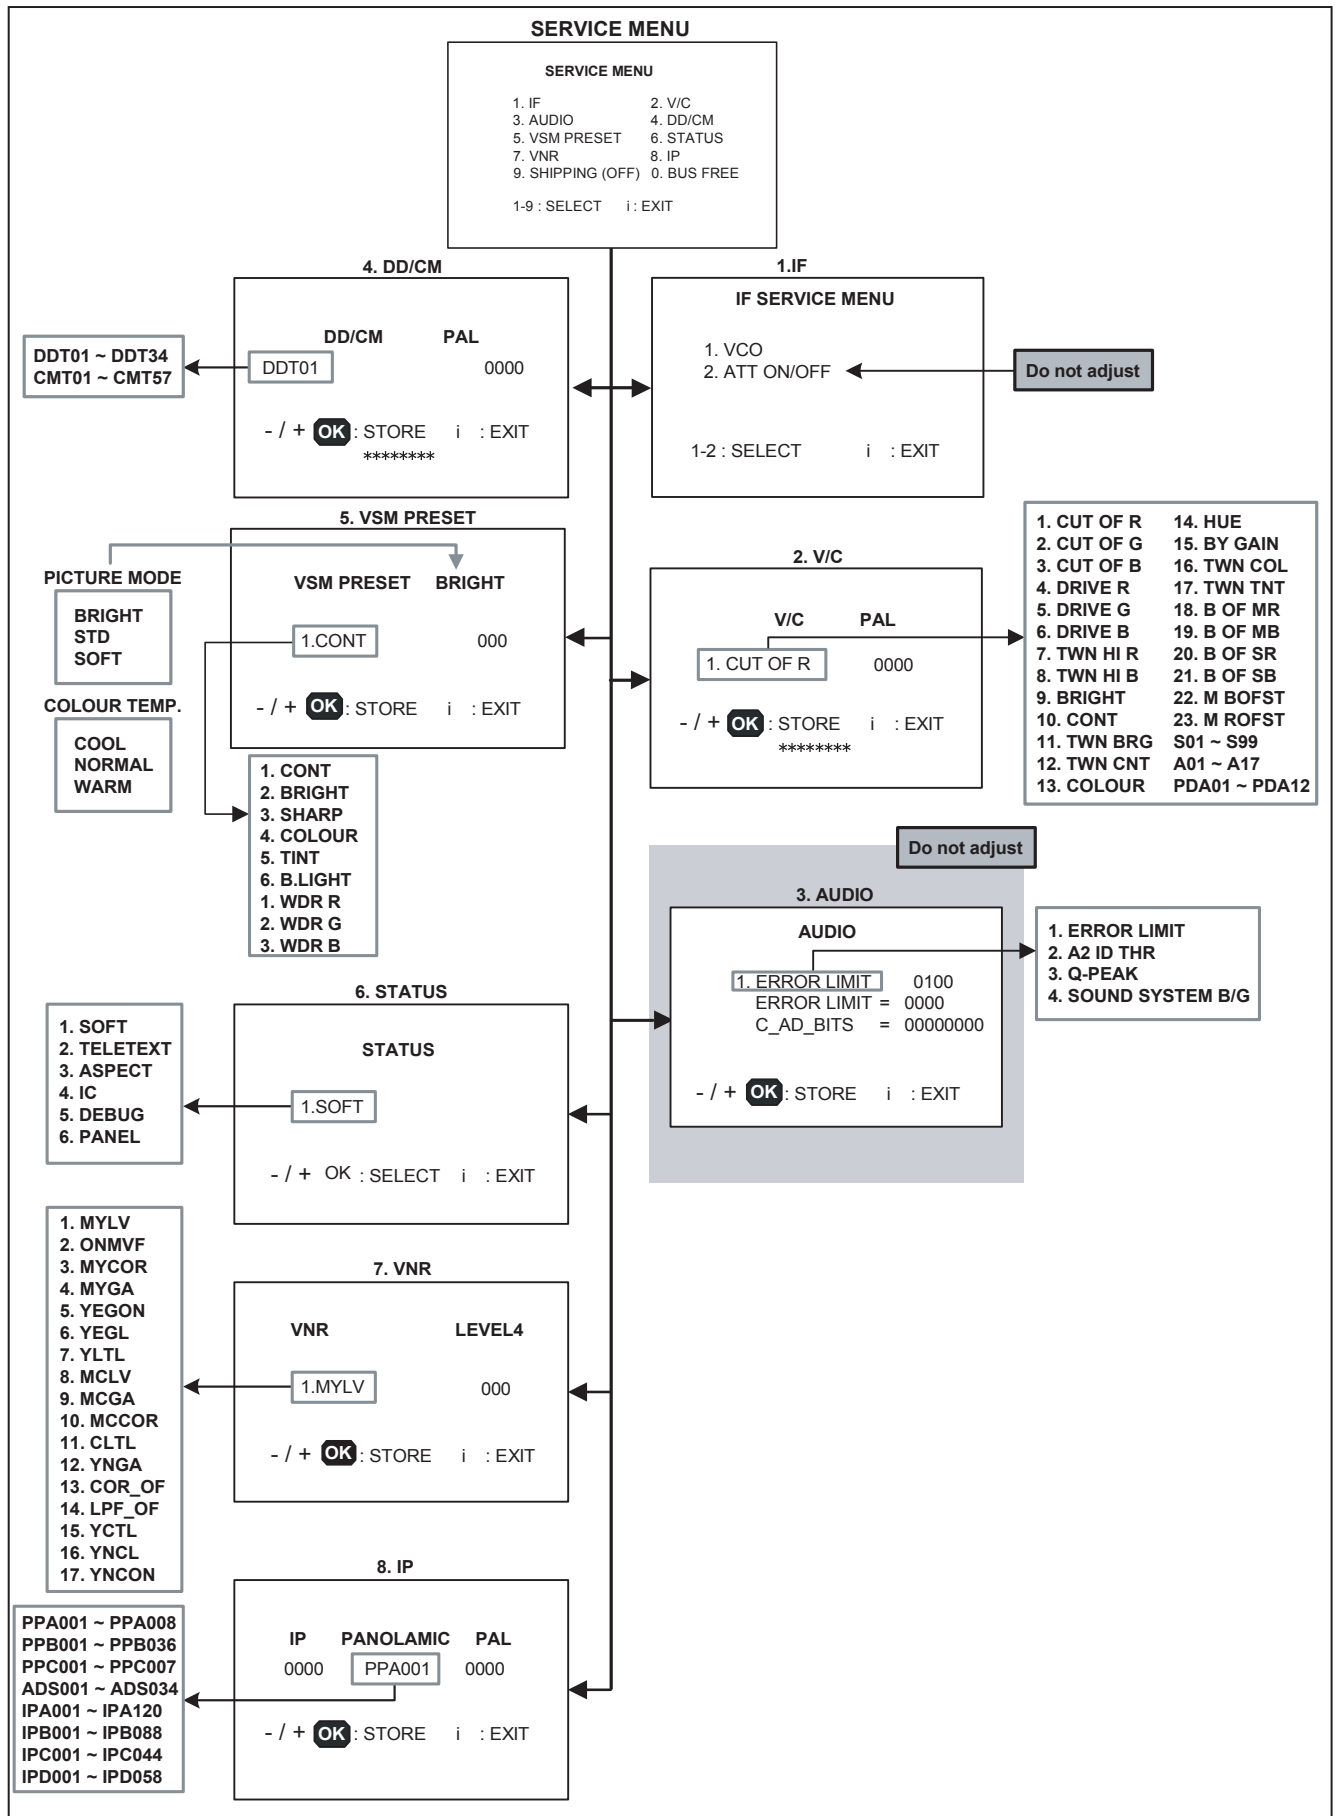 SERVICE MENU
SERVICE MENU
1. IF 2. V/C
3. AUDIO 4. DD/CM
5. VSM PRESET 6. STATUS
7. VNR 8. IP
9. SHIPPING (OFF) 0. BUS FREE
1-9 : SELECT i : EXIT
4. DD/CM
DD/CM PAL
DDT01 0000
- / + OK : STORE i : EXIT
********
DDT01 ~ DDT34
CMT01 ~ CMT57
1.IF
IF SERVICE MENU
1. VCO
2. ATT ON/OFF
1-2 : SELECT i : EXIT
Do not adjust
5. VSM PRESET
VSM PRESET BRIGHT
1.CONT 000
- / + OK : STORE i : EXIT
PICTURE MODE
BRIGHT
STD
SOFT
COLOUR TEMP.
COOL
NORMAL
WARM
1. CONT
2. BRIGHT
3. SHARP
4. COLOUR
5. TINT
6. B.LIGHT
1. WDR R
2. WDR G
3. WDR B
2. V/C
V/C PAL
1. CUT OF R 0000
- / + OK : STORE i : EXIT
********
1. CUT OF R 14. HUE
2. CUT OF G 15. BY GAIN
3. CUT OF B 16. TWN COL
4. DRIVE R 17. TWN TNT
5. DRIVE G 18. B OF MR
6. DRIVE B 19. B OF MB
7. TWN HI R 20. B OF SR
8. TWN HI B 21. B OF SB
9. BRIGHT 22. M BOFST
10. CONT 23. M ROFST
11. TWN BRG S01 ~ S99
12. TWN CNT A01 ~ A17
13. COLOUR PDA01 ~ PDA12
Do not adjust
3. AUDIO
AUDIO
1. ERROR LIMIT 0100
ERROR LIMIT = 0000
C_AD_BITS = 00000000
- / + OK : STORE i : EXIT
1. ERROR LIMIT
2. A2 ID THR
3. Q-PEAK
4. SOUND SYSTEM B/G
6. STATUS
STATUS
1.SOFT
- / + OK : SELECT i : EXIT
1. SOFT
2. TELETEXT
3. ASPECT
4. IC
5. DEBUG
6. PANEL
7. VNR
VNR LEVEL4
1.MYLV 000
- / + OK : STORE i : EXIT
1. MYLV
2. ONMVF
3. MYCOR
4. MYGA
5. YEGON
6. YEGL
7. YLTL
8. MCLV
9. MCGA
10. MCCOR
11. CLTL
12. YNGA
13. COR_OF
14. LPF_OF
15. YCTL
16. YNCL
17. YNCON
8. IP
IP PANOLAMIC PAL
0000 PPA001 0000
- / + OK : STORE i : EXIT
PPA001 ~ PPA008
PPB001 ~ PPB036
PPC001 ~ PPC007
ADS001 ~ ADS034
IPA001 ~ IPA120
IPB001 ~ IPB088
IPC001 ~ IPC044
IPD001 ~ IPD058